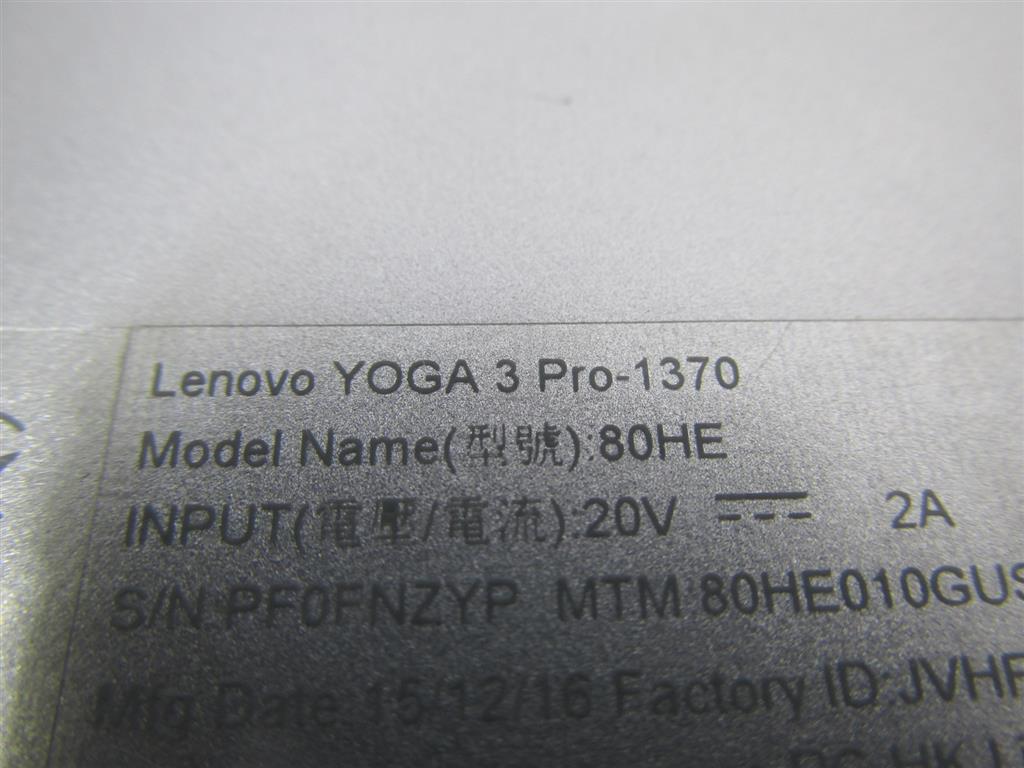 Lenovo YOGA 3 Pro-1370
Model Name(型號):80HE
INPUT(電壓/電流):20V ⎓ 2A
S/N:PF0FNZYP MTM:80HE010GUS
Mfg Date:15/12/16 Factory ID:JVHF